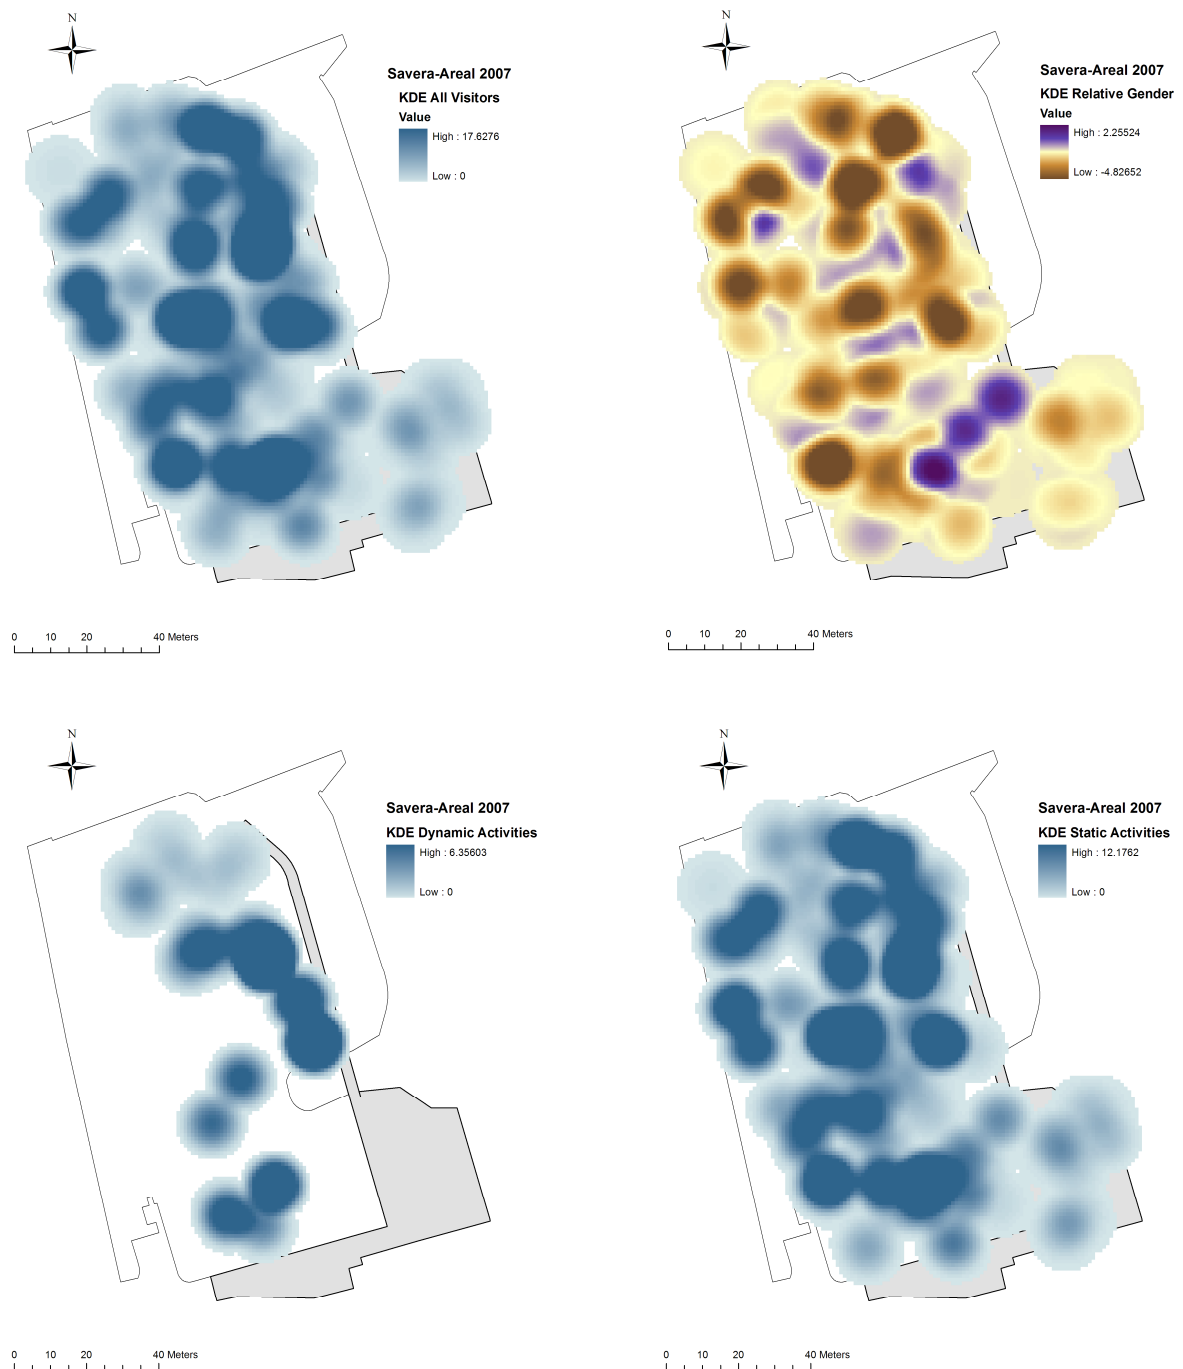 N
Savera-Areal 2007
KDE All Visitors
Value
High : 17.6276
Low : 0
0 10 20 40 Meters
N
Savera-Areal 2007
KDE Relative Gender
Value
High : 2.25524
Low : -4.82652
0 10 20 40 Meters
N
Savera-Areal 2007
KDE Dynamic Activities
High : 6.35603
Low : 0
0 10 20 40 Meters
N
Savera-Areal 2007
KDE Static Activities
High : 12.1762
Low : 0
0 10 20 40 Meters